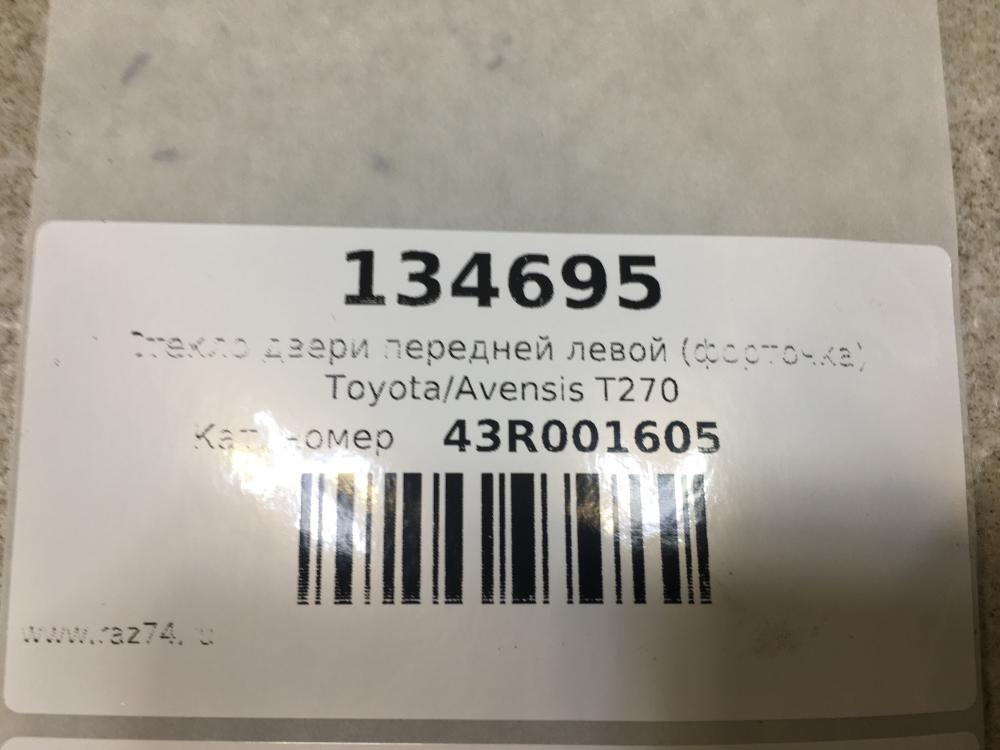 134695
Стекло двери передней левой (форточка)
Toyota/Avensis T270
Кат. номер 43R001605
www.raz74.ru